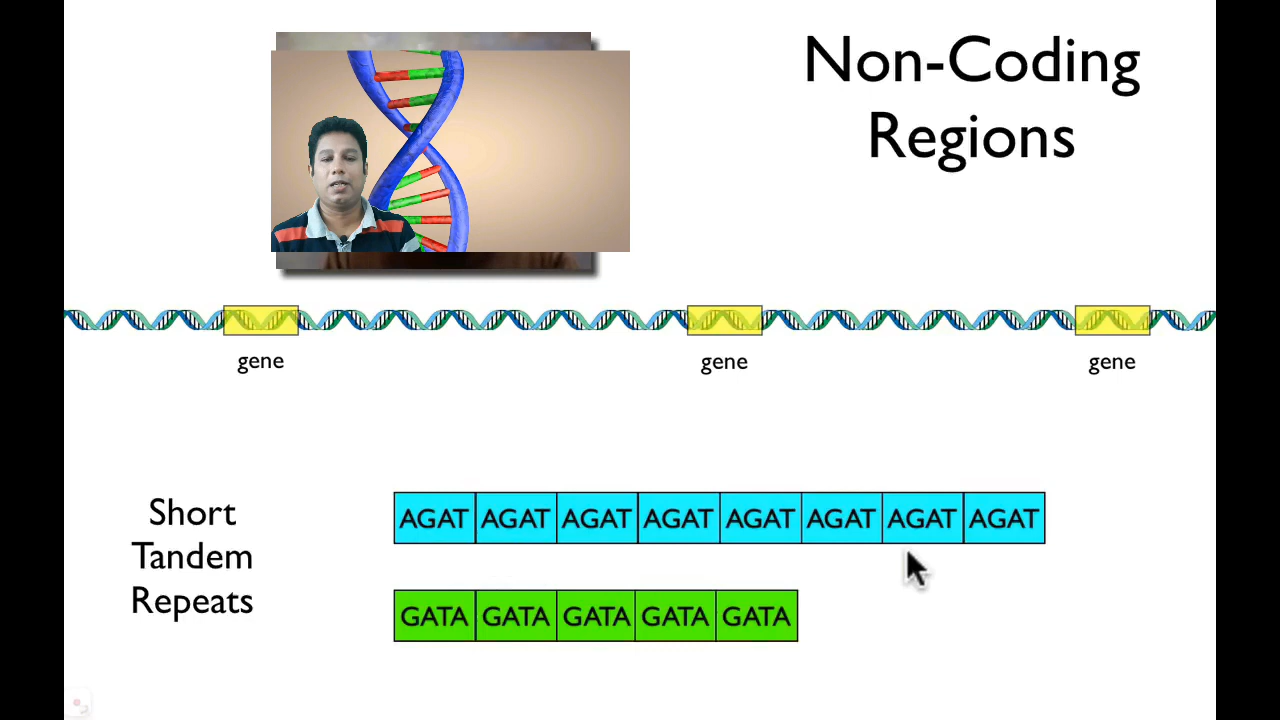 Non-Coding
Regions
gene gene gene
Short
Tandem
Repeats
AGAT AGAT AGAT AGAT AGAT AGAT AGAT AGAT
GATA GATA GATA GATA GATA